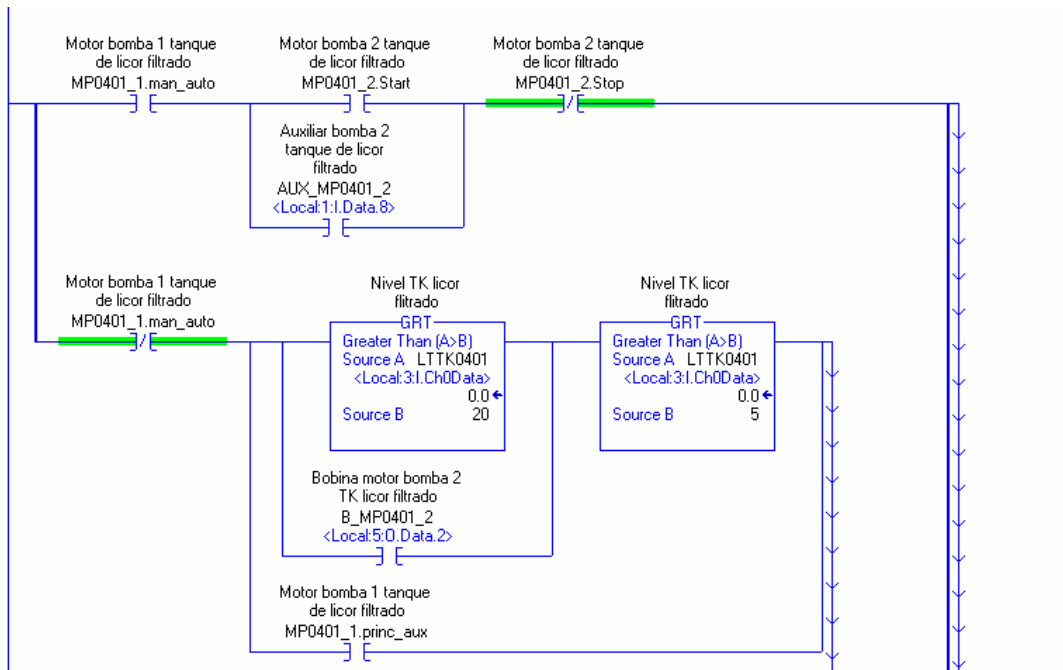 Motor bomba 1 tanque
de licor filtrado
MP0401_1.man_auto
Motor bomba 2 tanque
de licor filtrado
MP0401_2.Start
Motor bomba 2 tanque
de licor filtrado
MP0401_2.Stop
Auxiliar bomba 2
tanque de licor
filtrado
AUX_MP0401_2
<Local:1:I.Data.8>
Motor bomba 1 tanque
de licor filtrado
MP0401_1.man_auto
Nivel TK licor
flitrado
GRT
Greater Than (A>B)
Source A LTTK0401
<Local:3:I.Ch0Data>
0.0
Source B 20
Nivel TK licor
flitrado
GRT
Greater Than (A>B)
Source A LTTK0401
<Local:3:I.Ch0Data>
0.0
Source B 5
Bobina motor bomba 2
TK licor filtrado
B_MP0401_2
<Local:5:O.Data.2>
Motor bomba 1 tanque
de licor filtrado
MP0401_1.princ_aux